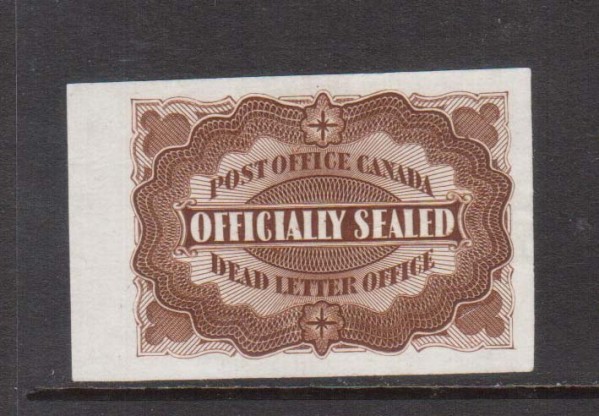 POST OFFICE CANADA
OFFICIALLY SEALED
DEAD LETTER OFFICE